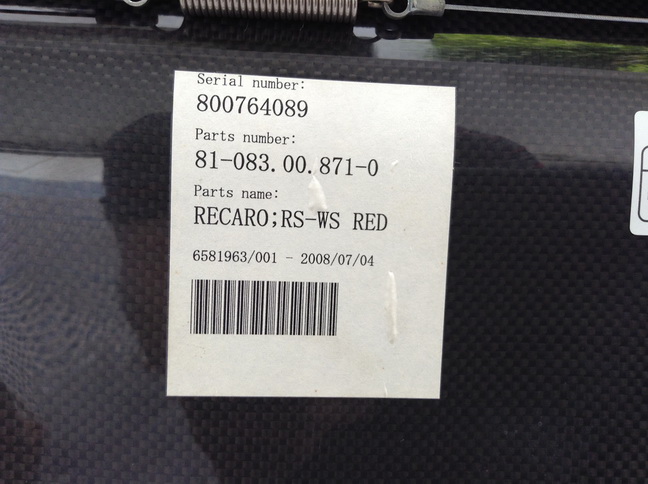 Serial number:
800764089
Parts number:
81-083.00.871-0
Parts name:
RECARO;RS-WS RED
6581963/001 - 2008/07/04